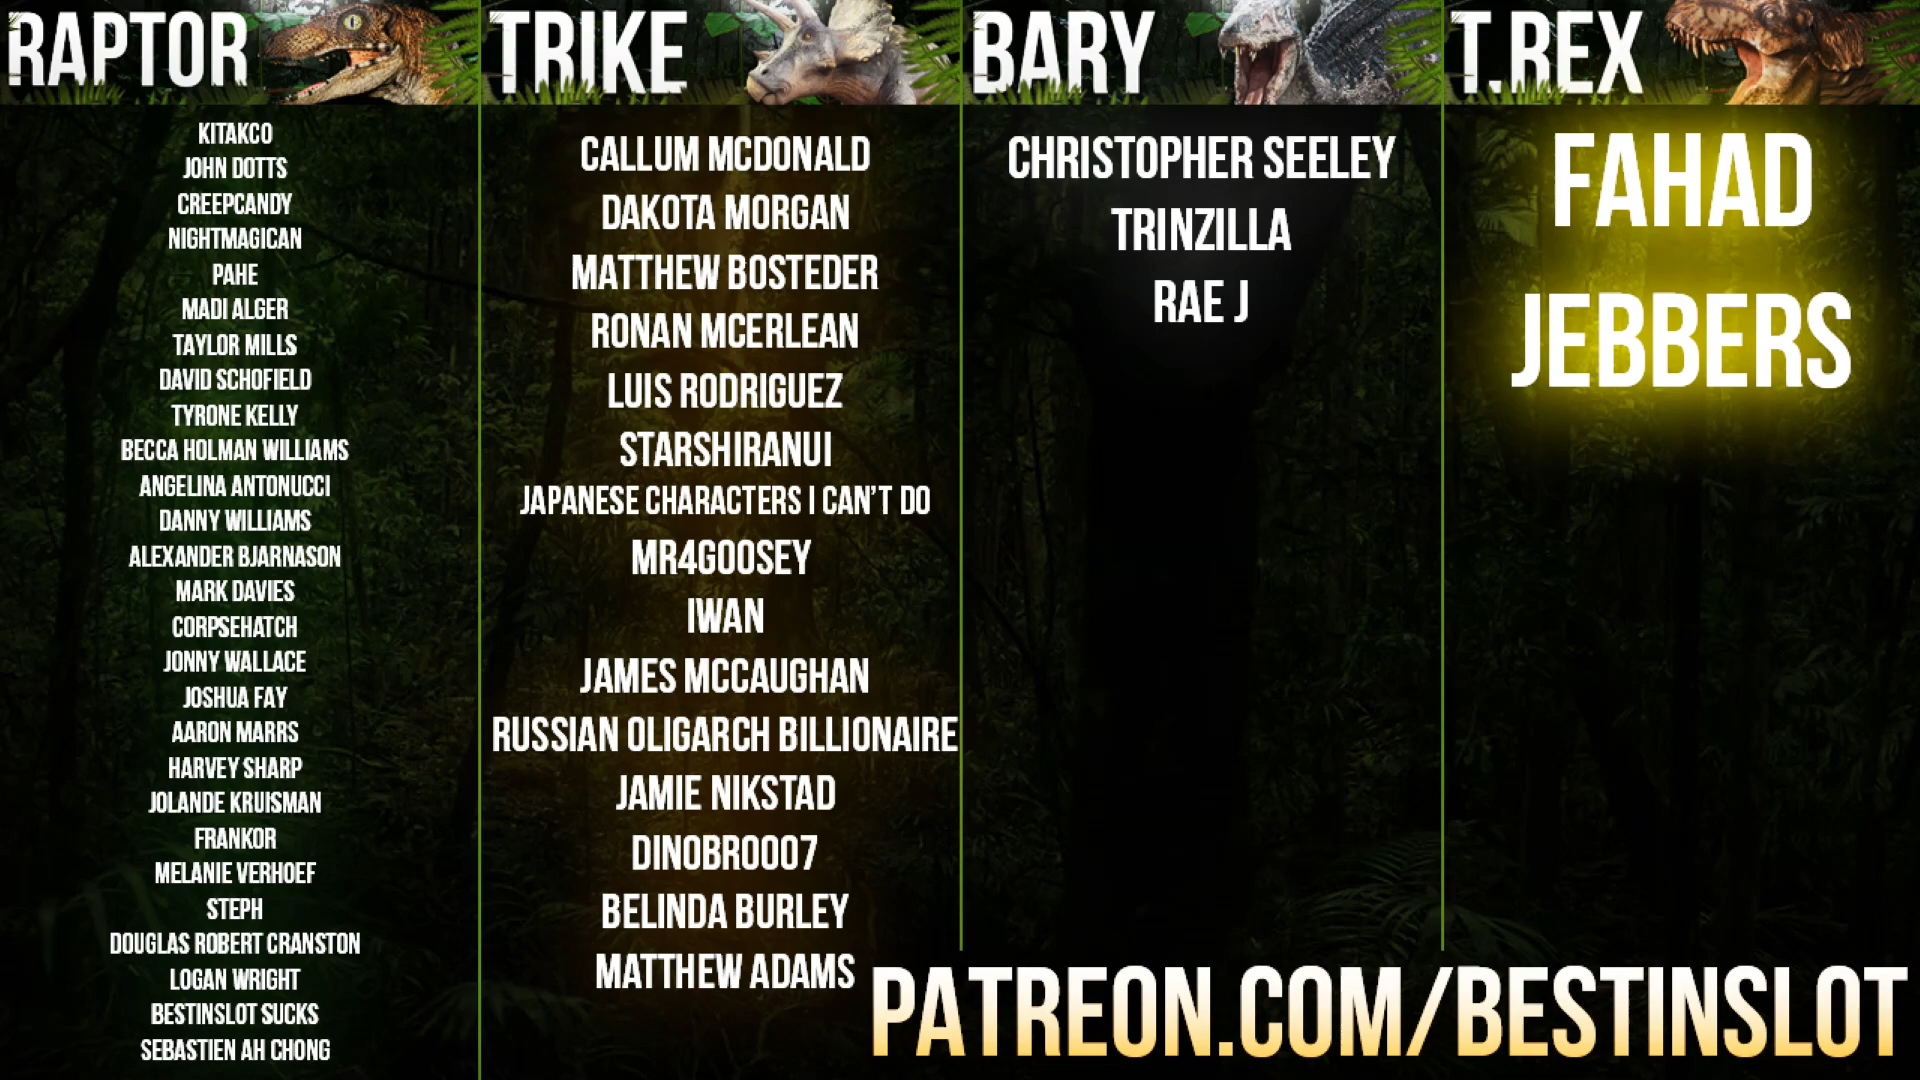 RAPTOR
KITAKCO
JOHN DOTTS
CREEPCANDY
NIGHTMAGICAN
PAHE
MADI ALGER
TAYLOR MILLS
DAVID SCHOFIELD
TYRONE KELLY
BECCA HOLMAN WILLIAMS
ANGELINA ANTONUCCI
DANNY WILLIAMS
ALEXANDER BJARNASON
MARK DAVIES
CORPSEHATCH
JONNY WALLACE
JOSHUA FAY
AARON MARRS
HARVEY SHARP
JOLANDE KRUISMAN
FRANKOR
MELANIE VERHOEF
STEPH
DOUGLAS ROBERT CRANSTON
LOGAN WRIGHT
BESTINSLOT SUCKS
SEBASTIEN AH CHONG
TRIKE
CALLUM MCDONALD
DAKOTA MORGAN
MATTHEW BOSTEDER
RONAN MCERLEAN
LUIS RODRIGUEZ
STARSHIRANUI
JAPANESE CHARACTERS I CAN'T DO
MR4GOOSEY
IWAN
JAMES MCCAUGHAN
RUSSIAN OLIGARCH BILLIONAIRE
JAMIE NIKSTAD
DINOBRO007
BELINDA BURLEY
MATTHEW ADAMS
BARY
CHRISTOPHER SEELEY
TRINZILLA
RAE J
T.REX
FAHAD
JEBBERS
PATREON.COM/BESTINSLOT